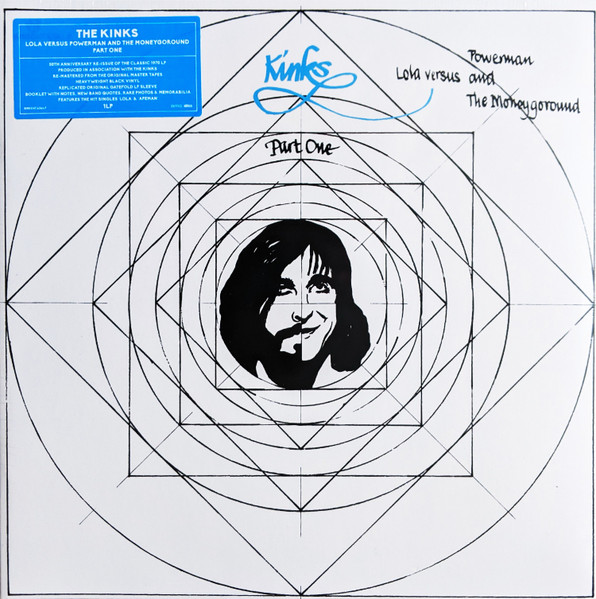 THE KINKS
LOLA VERSUS POWERMAN AND THE MONEYGOROUND
PART ONE
50TH ANNIVERSARY RE-ISSUE OF THE CLASSIC 1970 LP
PRODUCED IN ASSOCIATION WITH THE KINKS
RE-MASTERED FROM THE ORIGINAL MASTER TAPES
HEAVYWEIGHT BLACK VINYL
REPLICATED ORIGINAL GATEFOLD LP SLEEVE
BOOKLET WITH NOTES, NEW BAND QUOTES, RARE PHOTOS & MEMORABILIA
FEATURES THE HIT SINGLES 'LOLA' & 'APEMAN'
1LP
Kinks
Lola versus
Powerman
and
The Moneygoround
Part One